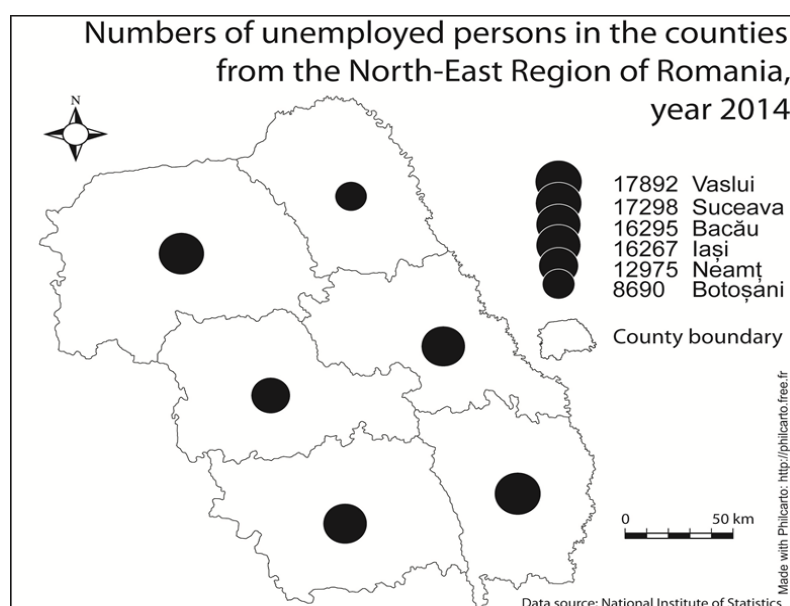 Numbers of unemployed persons in the counties
from the North-East Region of Romania,
year 2014
N
17892 Vaslui
17298 Suceava
16295 Bacău
16267 Iași
12975 Neamț
8690 Botoșani
County boundary
0 50 km
Made with Philcarto: http://philcarto.free.fr
Data source: National Institute of Statistics